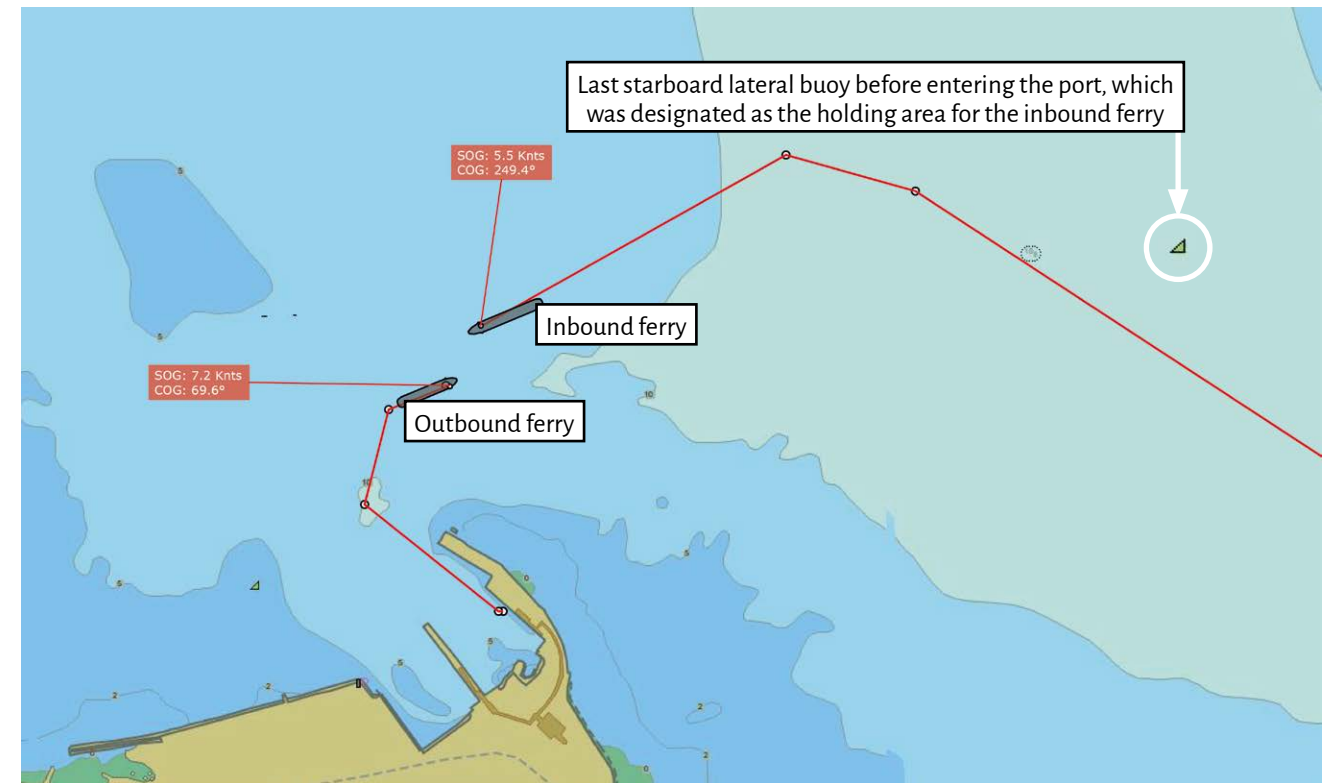 Last starboard lateral buoy before entering the port, which
was designated as the holding area for the inbound ferry
SOG: 5.5 Knts
COG: 249.4°
5
Inbound ferry
5
SOG: 7.2 Knts
COG: 69.6°
10
Outbound ferry
10
5
5
0
5
5
2
2
2
2
0